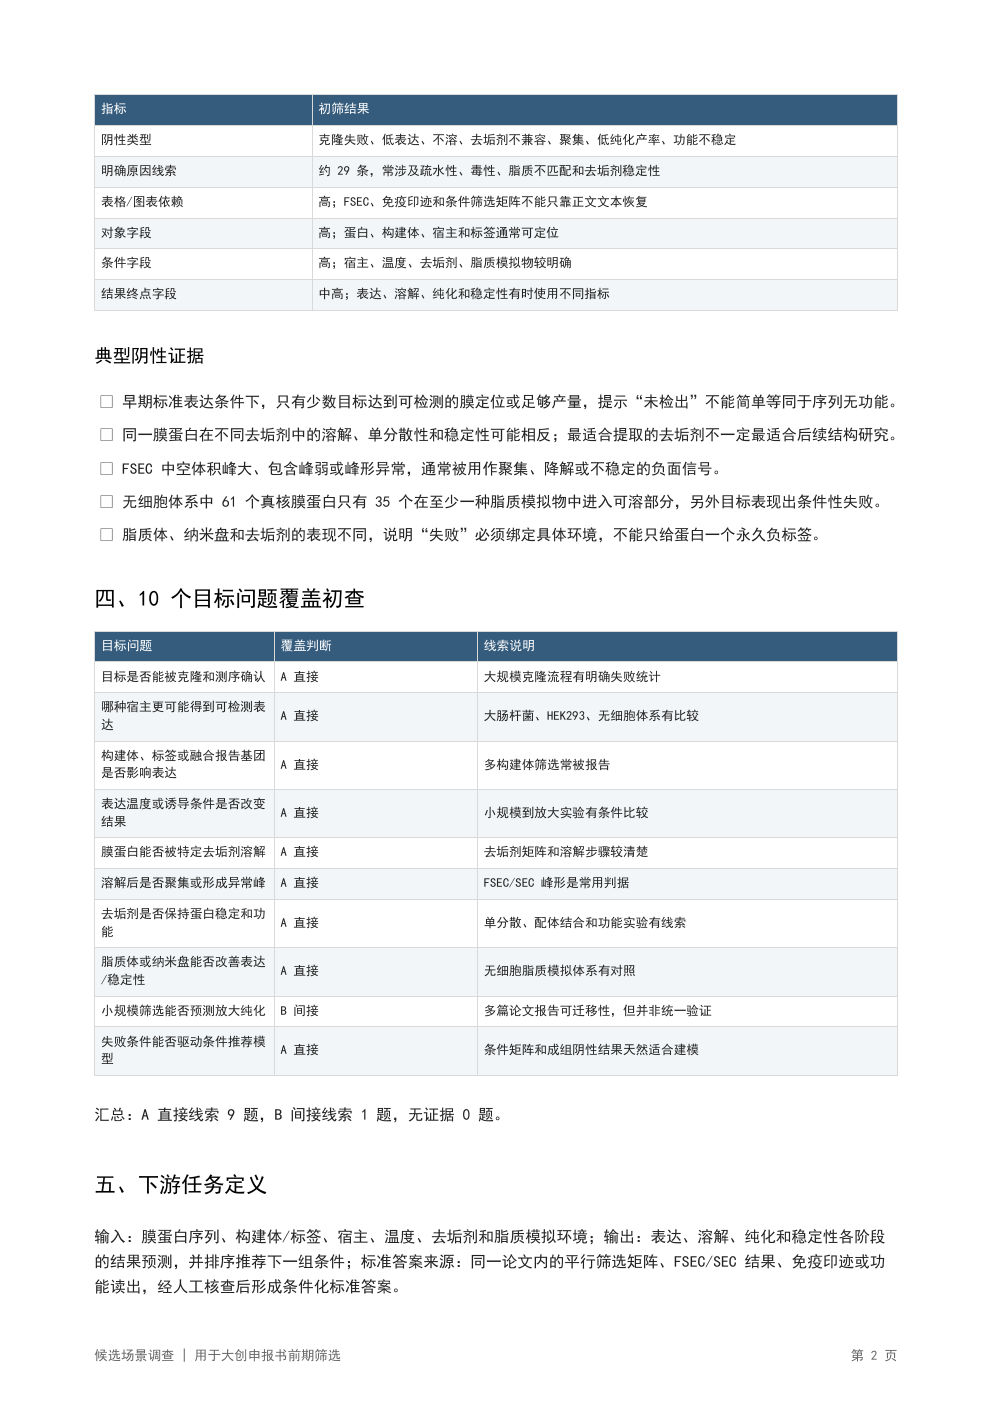 指标 初筛结果
阴性类型 克隆失败、低表达、不溶、去垢剂不兼容、聚集、低纯化产率、功能不稳定
明确原因线索 约 29 条，常涉及疏水性、毒性、脂质不匹配和去垢剂稳定性
表格/图表依赖 高；FSEC、免疫印迹和条件筛选矩阵不能只靠正文文本恢复
对象字段 高；蛋白、构建体、宿主和标签通常可定位
条件字段 高；宿主、温度、去垢剂、脂质模拟物较明确
结果终点字段 中高；表达、溶解、纯化和稳定性有时使用不同指标
典型阴性证据
□ 早期标准表达条件下，只有少数目标达到可检测的膜定位或足够产量，提示“未检出”不能简单等同于序列无功能。
□ 同一膜蛋白在不同去垢剂中的溶解、单分散性和稳定性可能相反；最适合提取的去垢剂不一定最适合后续结构研究。
□ FSEC 中空体积峰大、包含峰弱或峰形异常，通常被用作聚集、降解或不稳定的负面信号。
□ 无细胞体系中 61 个真核膜蛋白只有 35 个在至少一种脂质模拟物中进入可溶部分，另外目标表现出条件性失败。
□ 脂质体、纳米盘和去垢剂的表现不同，说明“失败”必须绑定具体环境，不能只给蛋白一个永久负标签。
四、10 个目标问题覆盖初查
目标问题 覆盖判断 线索说明
目标是否能被克隆和测序确认 A 直接 大规模克隆流程有明确失败统计
哪种宿主更可能得到可检测表
达 A 直接 大肠杆菌、HEK293、无细胞体系有比较
构建体、标签或融合报告基团
是否影响表达 A 直接 多构建体筛选常被报告
表达温度或诱导条件是否改变
结果 A 直接 小规模到放大实验有条件比较
膜蛋白能否被特定去垢剂溶解 A 直接 去垢剂矩阵和溶解步骤较清楚
溶解后是否聚集或形成异常峰 A 直接 FSEC/SEC 峰形是常用判据
去垢剂是否保持蛋白稳定和功
能 A 直接 单分散、配体结合和功能实验有线索
脂质体或纳米盘能否改善表达
/稳定性 A 直接 无细胞脂质模拟体系有对照
小规模筛选能否预测放大纯化 B 间接 多篇论文报告可迁移性，但并非统一验证
失败条件能否驱动条件推荐模
型 A 直接 条件矩阵和成组阴性结果天然适合建模
汇总：A 直接线索 9 题，B 间接线索 1 题，无证据 0 题。
五、下游任务定义
输入：膜蛋白序列、构建体/标签、宿主、温度、去垢剂和脂质模拟环境；输出：表达、溶解、纯化和稳定性各阶段
的结果预测，并排序推荐下一组条件；标准答案来源：同一论文内的平行筛选矩阵、FSEC/SEC 结果、免疫印迹或功
能读出，经人工核查后形成条件化标准答案。
候选场景调查 | 用于大创申报书前期筛选 第 2 页